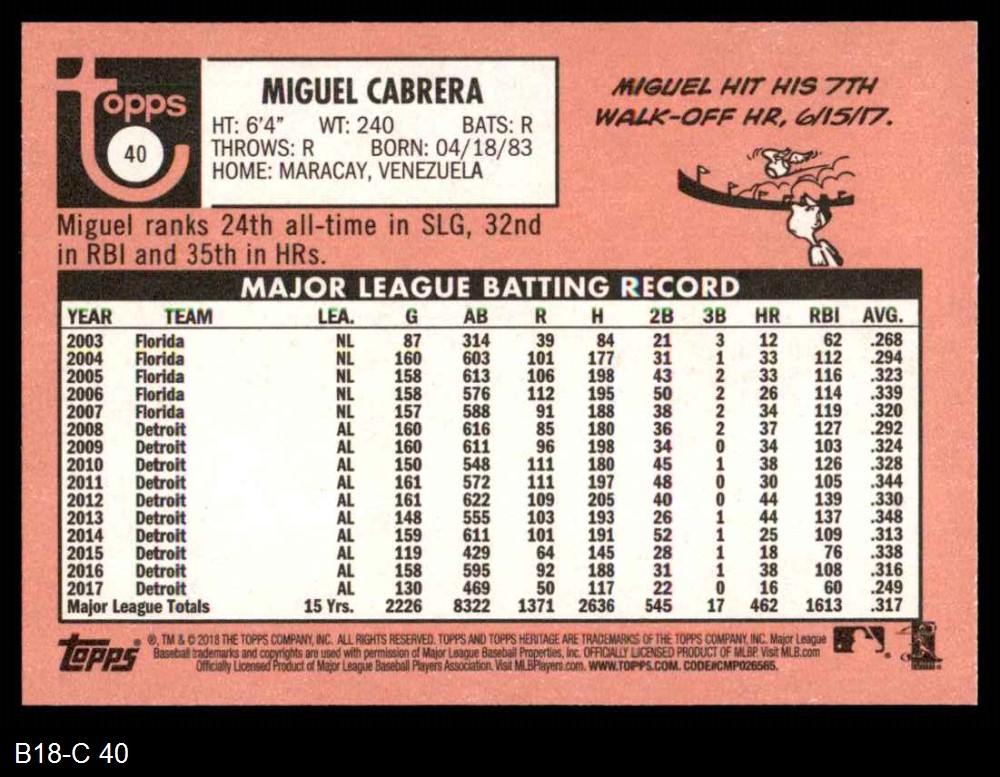 Topps
40
MIGUEL CABRERA
HT: 6'4" WT: 240 BATS: R
THROWS: R BORN: 04/18/83
HOME: MARACAY, VENEZUELA
MIGUEL HIT HIS 7TH
WALK-OFF HR, 6/15/17.
Miguel ranks 24th all-time in SLG, 32nd
in RBI and 35th in HRs.
MAJOR LEAGUE BATTING RECORD
YEAR TEAM LEA. G AB R H 2B 3B HR RBI AVG.
2003 Florida NL 87 314 39 84 21 3 12 62 .268
2004 Florida NL 160 603 101 177 31 1 33 112 .294
2005 Florida NL 158 613 106 198 43 2 33 116 .323
2006 Florida NL 158 576 112 195 50 2 26 114 .339
2007 Florida NL 157 588 91 188 38 2 34 119 .320
2008 Detroit AL 160 616 85 180 36 2 37 127 .292
2009 Detroit AL 160 611 96 198 34 0 34 103 .324
2010 Detroit AL 150 548 111 180 45 1 38 126 .328
2011 Detroit AL 161 572 111 197 48 0 30 105 .344
2012 Detroit AL 161 622 109 205 40 0 44 139 .330
2013 Detroit AL 148 555 103 193 26 1 44 137 .348
2014 Detroit AL 159 611 101 191 52 1 25 109 .313
2015 Detroit AL 119 429 64 145 28 1 18 76 .338
2016 Detroit AL 158 595 92 188 31 1 38 108 .316
2017 Detroit AL 130 469 50 117 22 0 16 60 .249
Major League Totals 15 Yrs. 2226 8322 1371 2636 545 17 462 1613 .317
Topps ® ®, TM & © 2018 THE TOPPS COMPANY, INC. ALL RIGHTS RESERVED. TOPPS AND TOPPS HERITAGE ARE TRADEMARKS OF THE TOPPS COMPANY, INC. Major League
Baseball trademarks and copyrights are used with permission of Major League Baseball Properties, Inc. OFFICIALLY LICENSED PRODUCT OF MLBP. Visit MLB.com
Officially Licensed Product of Major League Baseball Players Association. Visit MLBPlayers.com. WWW.TOPPS.COM. CODE#CMP026565.
B18-C 40